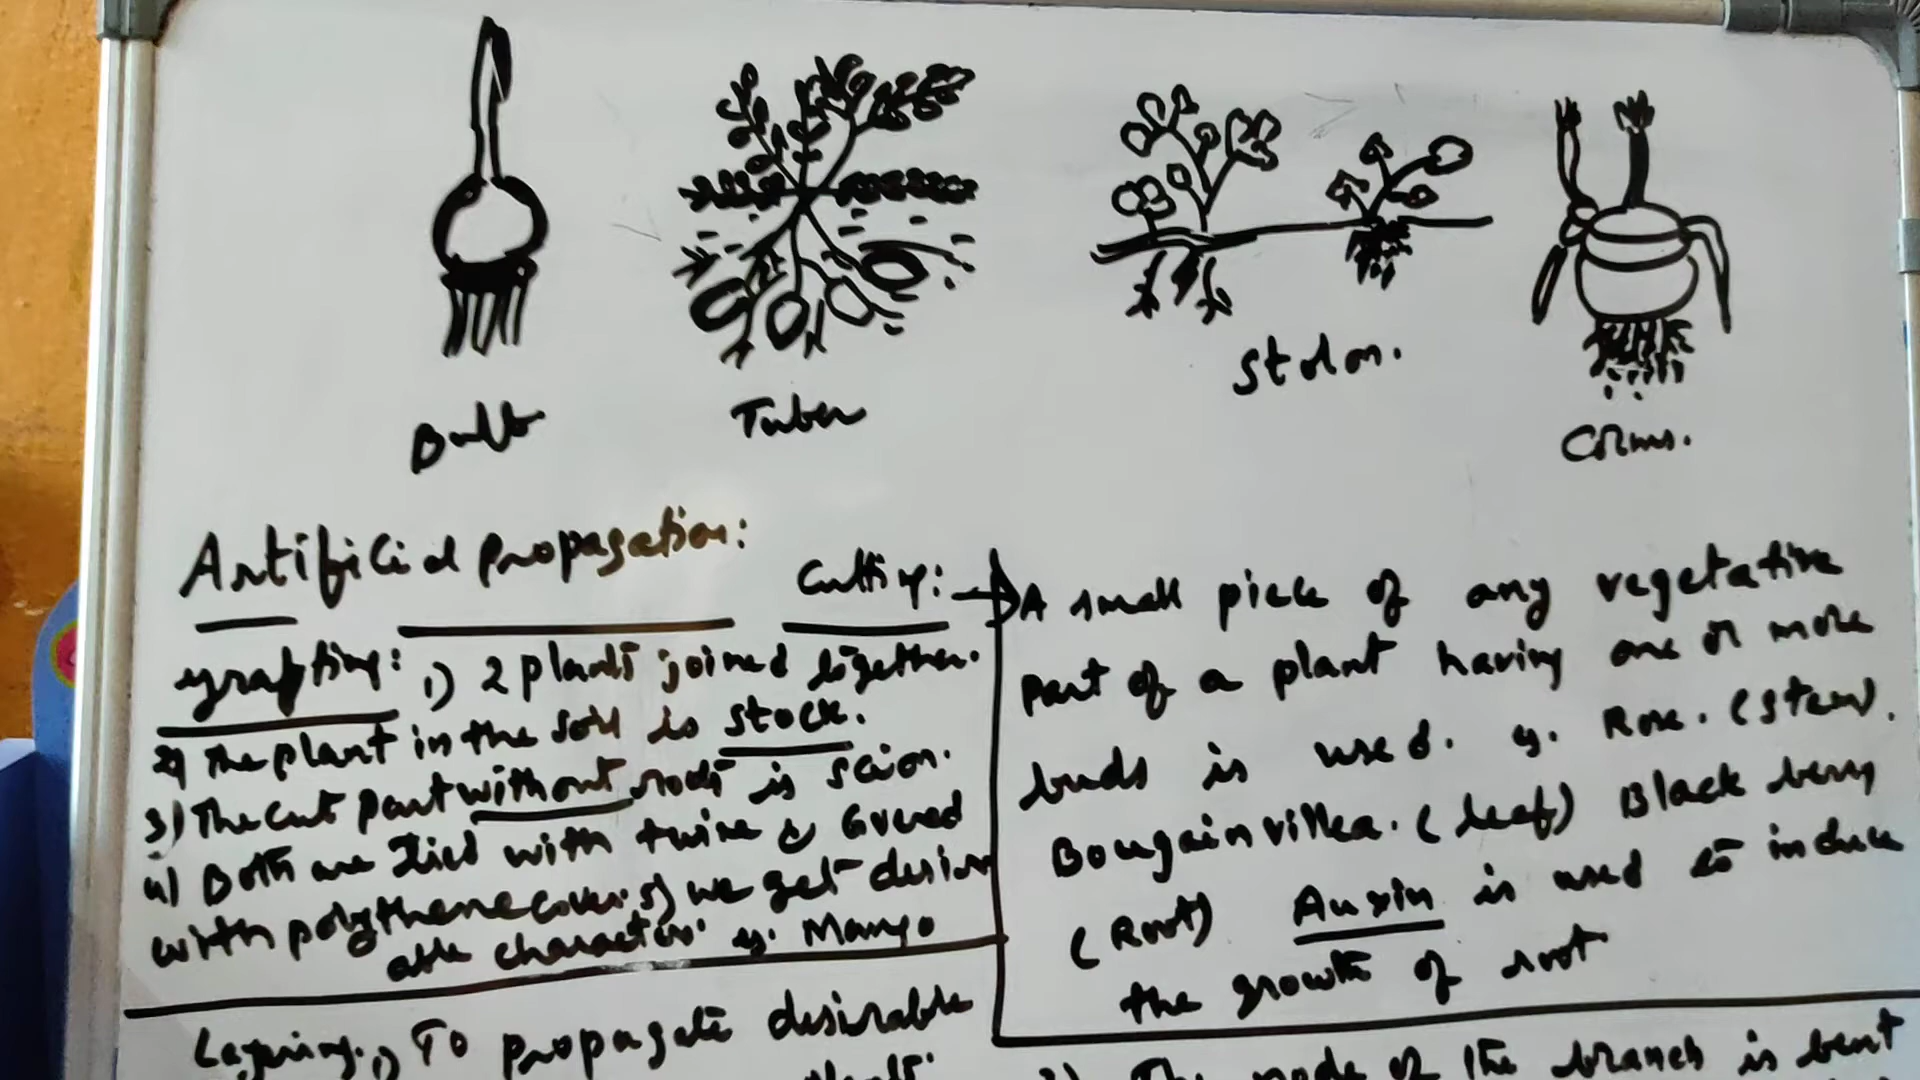 Bulb
Tuber
Stolon.
Corms.
Artificial Propagation:
grafting: 1) 2 plants joined together.
2) The plant in the soil is stock.
3) The cut part without root is scion.
4) Both are tied with twine & Covered
with polythene cover. 5) we get desir
able character. eg. Mango
Cutting: → A small piece of any vegetative
part of a plant having one or more
buds is used. eg. Rose. (Stem).
Bougainvillea. (leaf) Black berry
(Root) Auxin is used to induce
the growth of root
Layering. 1) To propagate desirable
2) The node of the branch is bent